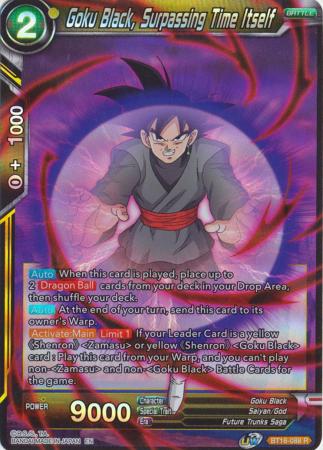 2
Goku Black, Surpassing Time Itself
BATTLE
0 + 1000
Auto When this card is played, place up to
2 Dragon Ball cards from your deck in your Drop Area,
then shuffle your deck.
Auto At the end of your turn, send this card to its
owner's Warp.
Activate Main Limit 1 If your Leader Card is a yellow
‹Shenron› ‹Zamasu› or yellow ‹Shenron› ‹Goku Black›
card : Play this card from your Warp, and you can't play
non-‹Zamasu› and non-‹Goku Black› Battle Cards for
the game.
POWER 9000
Character Goku Black
Special Trait Saiyan/God
Era Future Trunks Saga
©B.S./S., T.A.
BANDAI MADE IN JAPAN EN
BT16-088 R